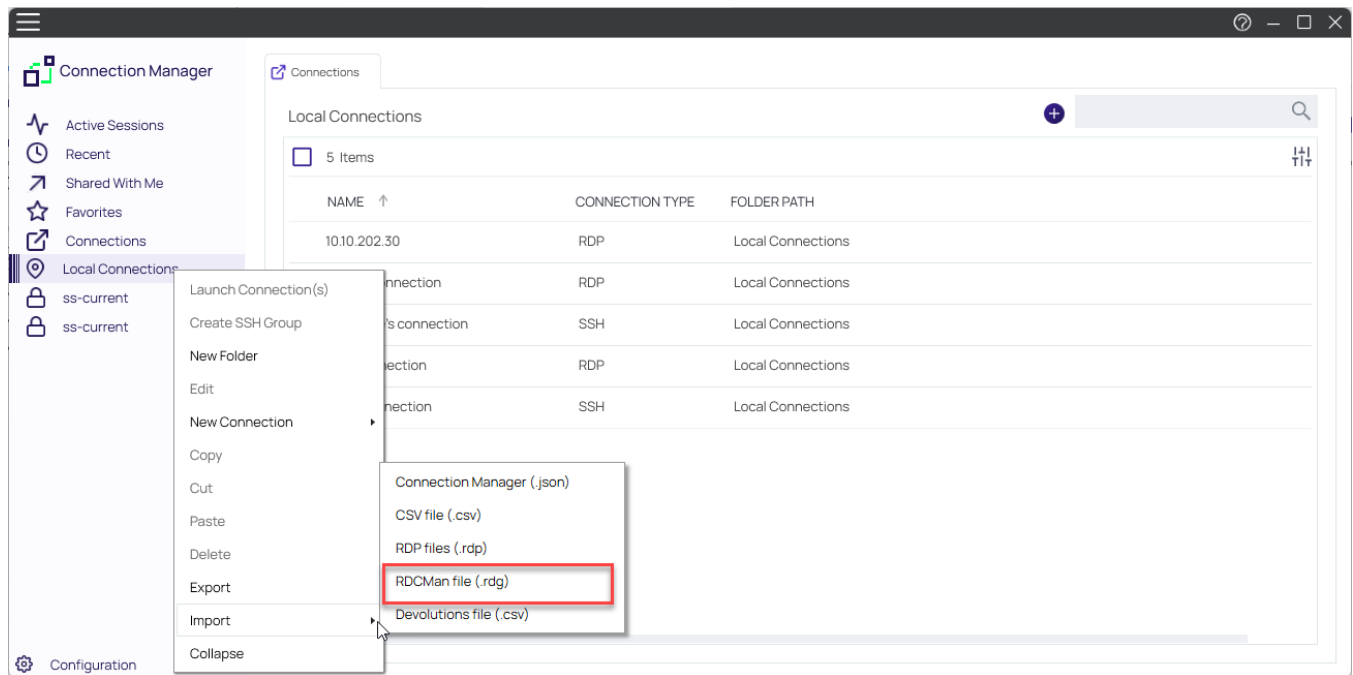 Connection Manager
Active Sessions
Recent
Shared With Me
Favorites
Connections
Local Connections
ss-current
ss-current
Configuration
Connections
Local Connections
5 Items
NAME CONNECTION TYPE FOLDER PATH
10.10.202.30 RDP Local Connections
nnection RDP Local Connections
's connection SSH Local Connections
RDP Local Connections
nection SSH Local Connections
Launch Connection(s)
Create SSH Group
New Folder
Edit
New Connection
Copy
Cut
Paste
Delete
Export
Import
Collapse
Connection Manager (.json)
CSV file (.csv)
RDP files (.rdp)
RDCMan file (.rdg)
Devolutions file (.csv)